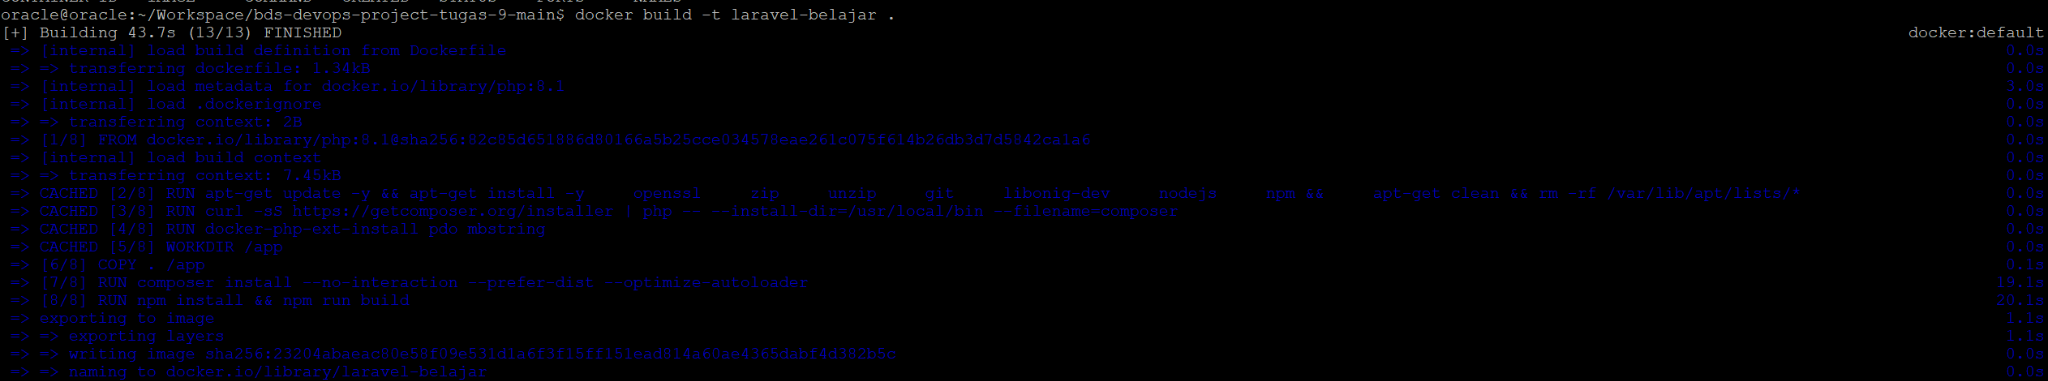 oracle@oracle:~/Workspace/bds-devops-project-tugas-9-main$ docker build -t laravel-belajar .
[+] Building 43.7s (13/13) FINISHED docker:default
=> [internal] load build definition from Dockerfile 0.0s
=> => transferring dockerfile: 1.34kB 0.0s
=> [internal] load metadata for docker.io/library/php:8.1 3.0s
=> [internal] load .dockerignore 0.0s
=> => transferring context: 2B 0.0s
=> [1/8] FROM docker.io/library/php:8.1@sha256:82c85d651886d80166a5b25cce034578eae261c075f614b26db3d7d5842ca1a6 0.0s
=> [internal] load build context 0.0s
=> => transferring context: 7.45kB 0.0s
=> CACHED [2/8] RUN apt-get update -y && apt-get install -y openssl zip unzip git libonig-dev nodejs npm && apt-get clean && rm -rf /var/lib/apt/lists/* 0.0s
=> CACHED [3/8] RUN curl -sS https://getcomposer.org/installer | php -- --install-dir=/usr/local/bin --filename=composer 0.0s
=> CACHED [4/8] RUN docker-php-ext-install pdo mbstring 0.0s
=> CACHED [5/8] WORKDIR /app 0.0s
=> [6/8] COPY . /app 0.1s
=> [7/8] RUN composer install --no-interaction --prefer-dist --optimize-autoloader 19.1s
=> [8/8] RUN npm install && npm run build 20.1s
=> exporting to image 1.1s
=> => exporting layers 1.1s
=> => writing image sha256:23204abaeac80e58f09e531d1a6f3f15ff151ead814a60ae4365dabf4d382b5c 0.0s
=> => naming to docker.io/library/laravel-belajar 0.0s